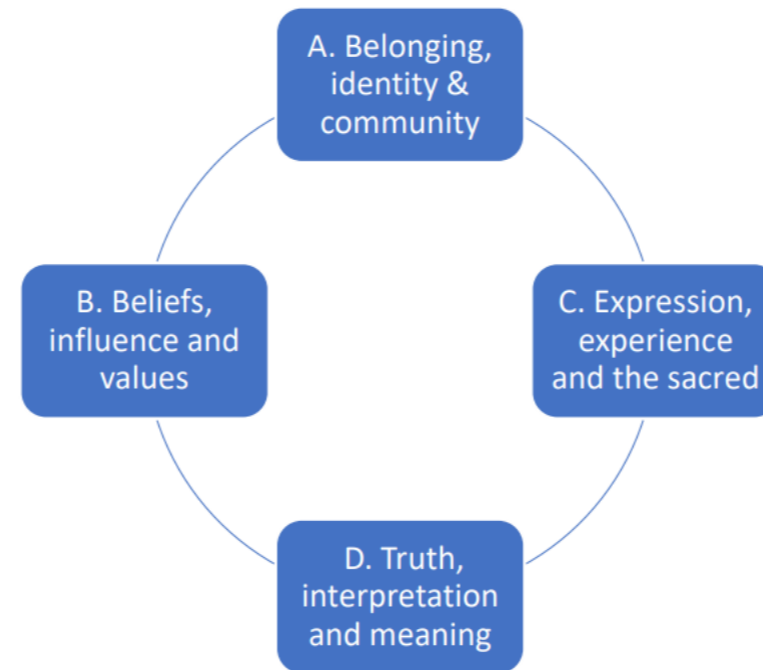 A. Belonging,
identity &
community
B. Beliefs,
influence and
values
C. Expression,
experience
and the sacred
D. Truth,
interpretation
and meaning